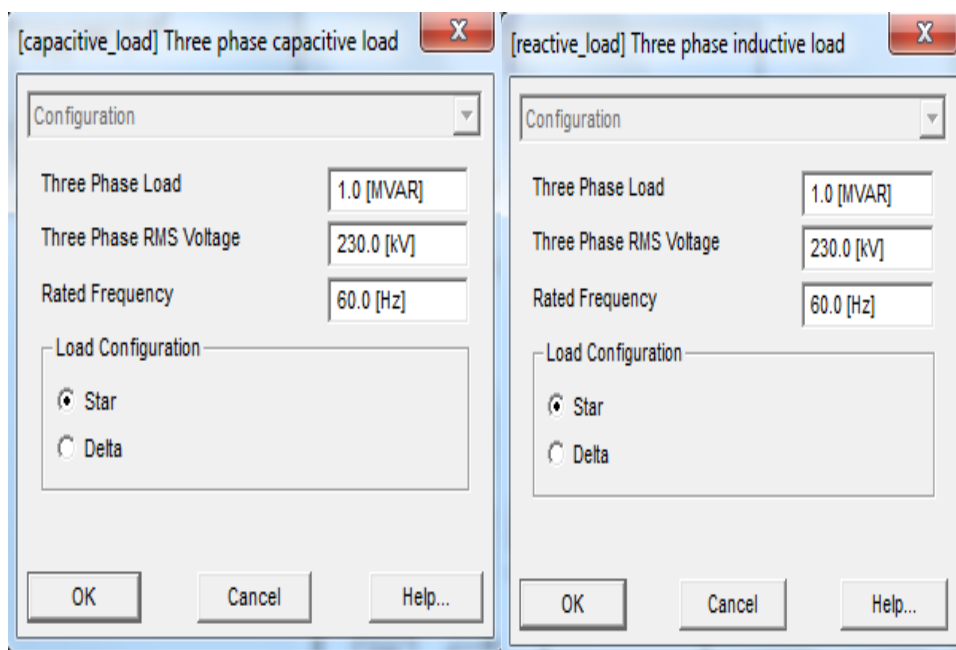 [capacitive_load] Three phase capacitive load
X
Configuration
Three Phase Load
1.0 [MVAR]
Three Phase RMS Voltage
230.0 [kV]
Rated Frequency
60.0 [Hz]
Load Configuration
Star
Delta
OK
Cancel
Help...
[reactive_load] Three phase inductive load
X
Configuration
Three Phase Load
1.0 [MVAR]
Three Phase RMS Voltage
230.0 [kV]
Rated Frequency
60.0 [Hz]
Load Configuration
Star
Delta
OK
Cancel
Help...